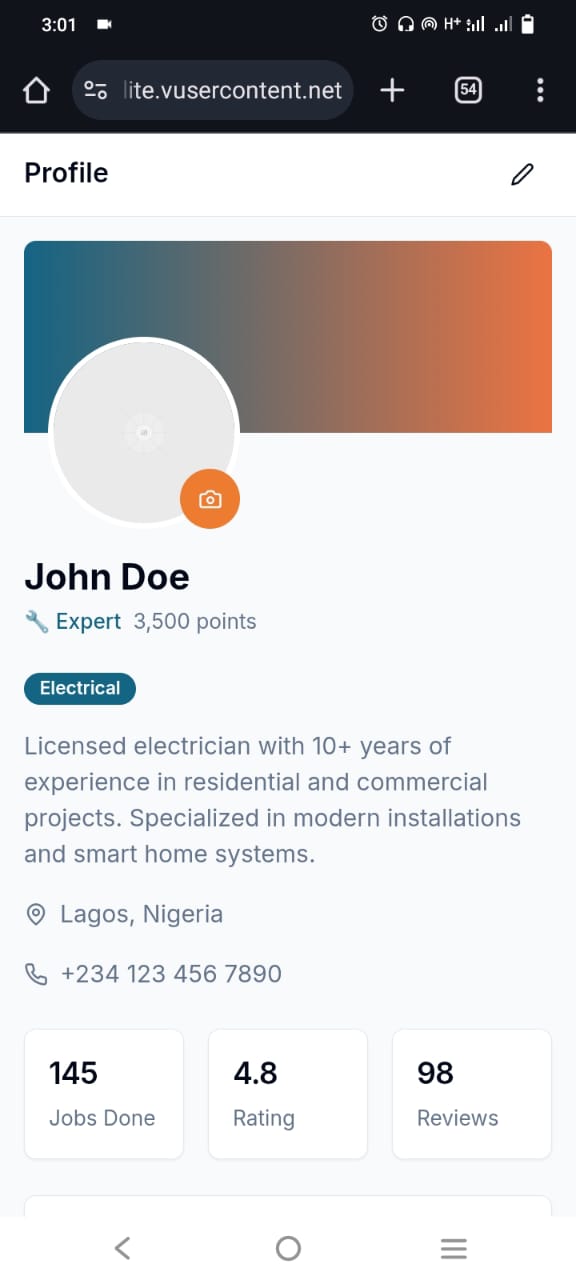 3:01
H+
lite.vusercontent.net
54
Profile
John Doe
🔧 Expert 3,500 points
Electrical
Licensed electrician with 10+ years of
experience in residential and commercial
projects. Specialized in modern installations
and smart home systems.
Lagos, Nigeria
+234 123 456 7890
145
Jobs Done
4.8
Rating
98
Reviews